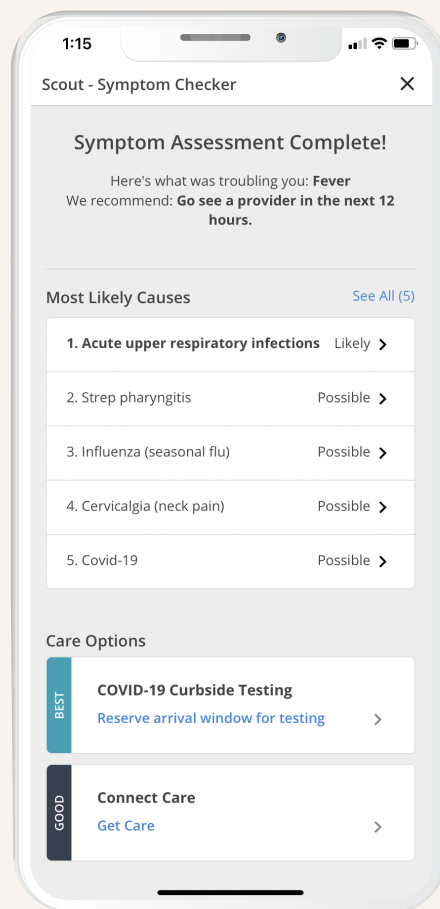 1:15
Scout - Symptom Checker
Symptom Assessment Complete!
Here's what was troubling you: Fever
We recommend: Go see a provider in the next 12
hours.
Most Likely Causes See All (5)
1. Acute upper respiratory infections Likely
2. Strep pharyngitis Possible
3. Influenza (seasonal flu) Possible
4. Cervicalgia (neck pain) Possible
5. Covid-19 Possible
Care Options
BEST
COVID-19 Curbside Testing
Reserve arrival window for testing
GOOD
Connect Care
Get Care